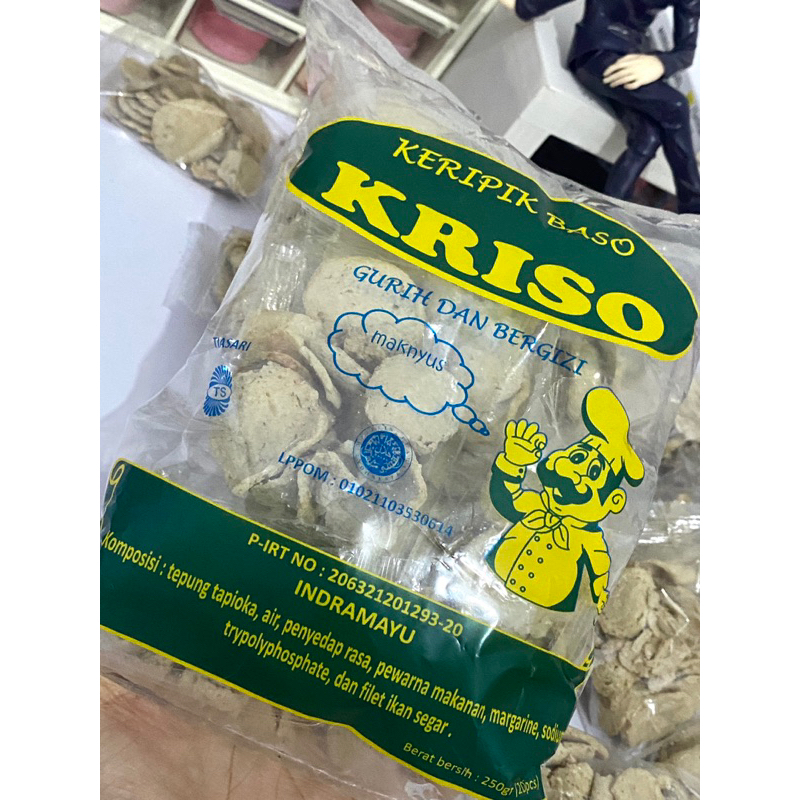 KERIPIK BASO
KRISO
GURIH DAN BERGIZI
maknyus
TIASARI
TS
LPPOM : 01021103530614
P-IRT NO : 206321201293-20
INDRAMAYU
Komposisi : tepung tapioka, air, penyedap rasa, pewarna makanan, margarine, sodium
trypolyphosphate, dan filet ikan segar.
Berat bersih : 250gr (20pcs)